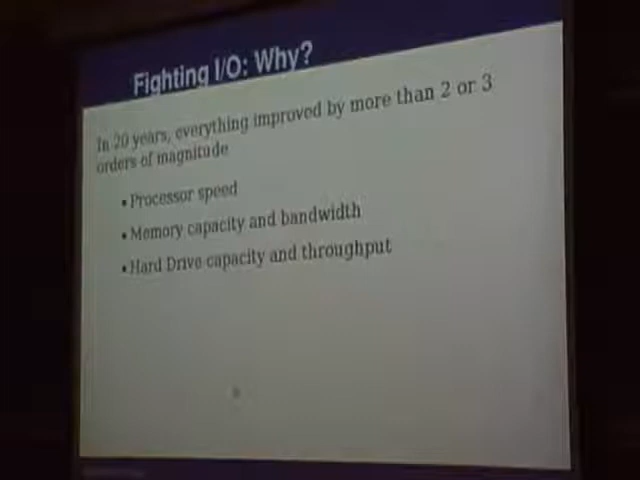 Fighting I/O: Why?
In 20 years, everything improved by more than 2 or 3
orders of magnitude
• Processor speed
• Memory capacity and bandwidth
• Hard Drive capacity and throughput